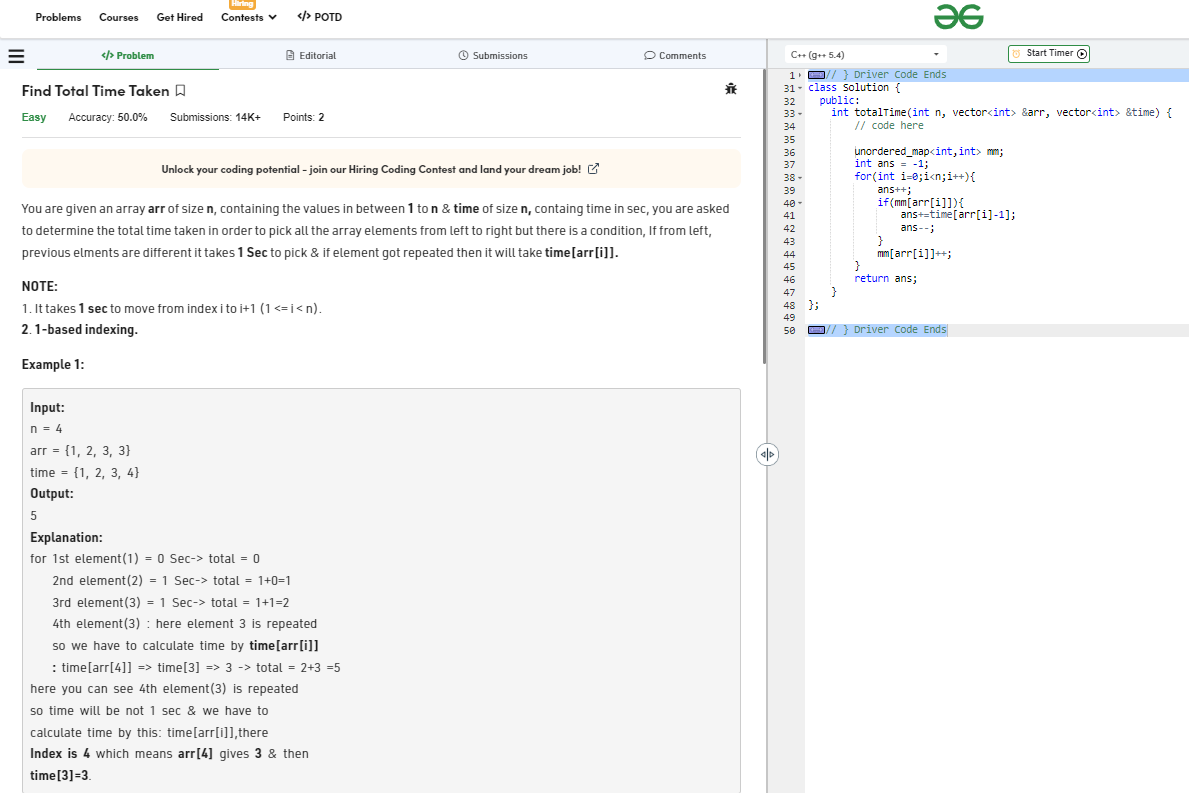 Problems Courses Get Hired Contests </> POTD
Hiring
</> Problem Editorial Submissions Comments
C++ (g++ 5.4) Start Timer
Find Total Time Taken
Easy Accuracy: 50.0% Submissions: 14K+ Points: 2
Unlock your coding potential - join our Hiring Coding Contest and land your dream job!
You are given an array arr of size n, containing the values in between 1 to n & time of size n, containg time in sec, you are asked
to determine the total time taken in order to pick all the array elements from left to right but there is a condition, If from left,
previous elments are different it takes 1 Sec to pick & if element got repeated then it will take time[arr[i]].
NOTE:
1. It takes 1 sec to move from index i to i+1 (1 <= i < n).
2. 1-based indexing.
Example 1:
Input:
n = 4
arr = {1, 2, 3, 3}
time = {1, 2, 3, 4}
Output:
5
Explanation:
for 1st element(1) = 0 Sec-> total = 0
2nd element(2) = 1 Sec-> total = 1+0=1
3rd element(3) = 1 Sec-> total = 1+1=2
4th element(3) : here element 3 is repeated
so we have to calculate time by time[arr[i]]
: time[arr[4]] => time[3] => 3 -> total = 2+3 =5
here you can see 4th element(3) is repeated
so time will be not 1 sec & we have to
calculate time by this: time[arr[i]],there
Index is 4 which means arr[4] gives 3 & then
time[3]=3.
1 // } Driver Code Ends
31 class Solution {
32 public:
33 int totalTime(int n, vector<int> &arr, vector<int> &time) {
34 // code here
35
36 unordered_map<int,int> mm;
37 int ans = -1;
38 for(int i=0;i<n;i++){
39 ans++;
40 if(mm[arr[i]]){
41 ans+=time[arr[i]-1];
42 ans--;
43 }
44 mm[arr[i]]++;
45 }
46 return ans;
47 }
48 };
49
50 // } Driver Code Ends